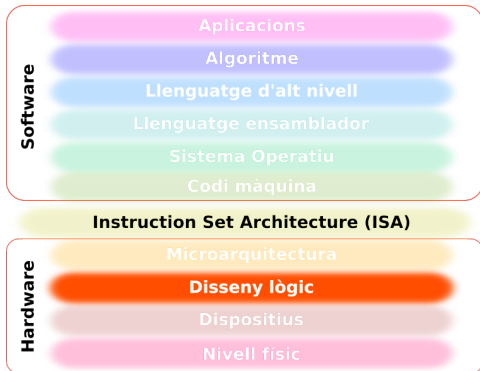 Software
Aplicacions
Algoritme
Llenguatge d'alt nivell
Llenguatge ensamblador
Sistema Operatiu
Codi màquina
Instruction Set Architecture (ISA)
Hardware
Microarquitectura
Disseny lògic
Dispositius
Nivell físic